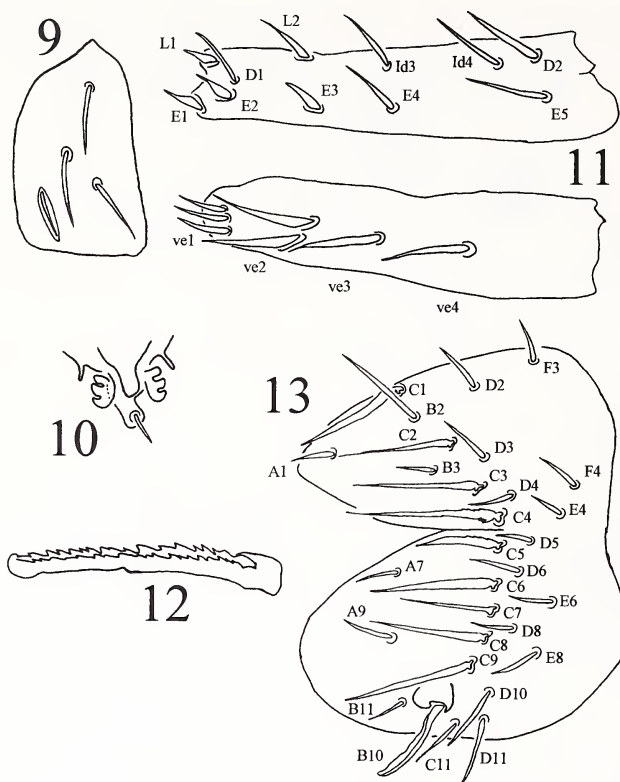 9
L1
L2
D1
E2
E1
E3
Id3
E4
Id4
D2
E5
11
ve1
ve2
ve3
ve4
10
12
13
C1
B2
D2
F3
C2
D3
A1
B3
C3
D4
F4
E4
C4
C5
D5
A7
D6
C6
E6
C7
A9
D8
C8
C9
E8
B11
D10
B10
C11
D11